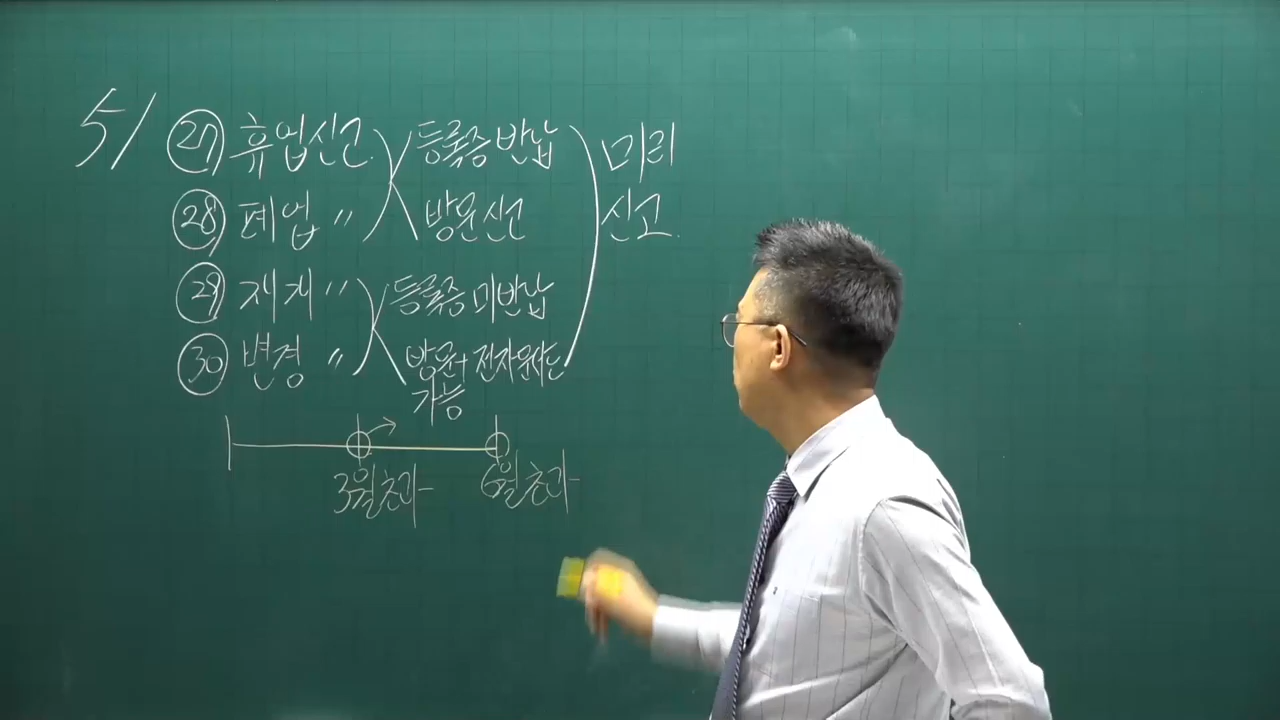 5/ ㉗ 휴업신고. 등록증 반납 미리
㉘ 폐업 〃 방문신고 신고.
㉙ 재개 〃 등록증 미반납
㉚ 변경 〃 방문+전자문서도
가능
3월초과 6월초과